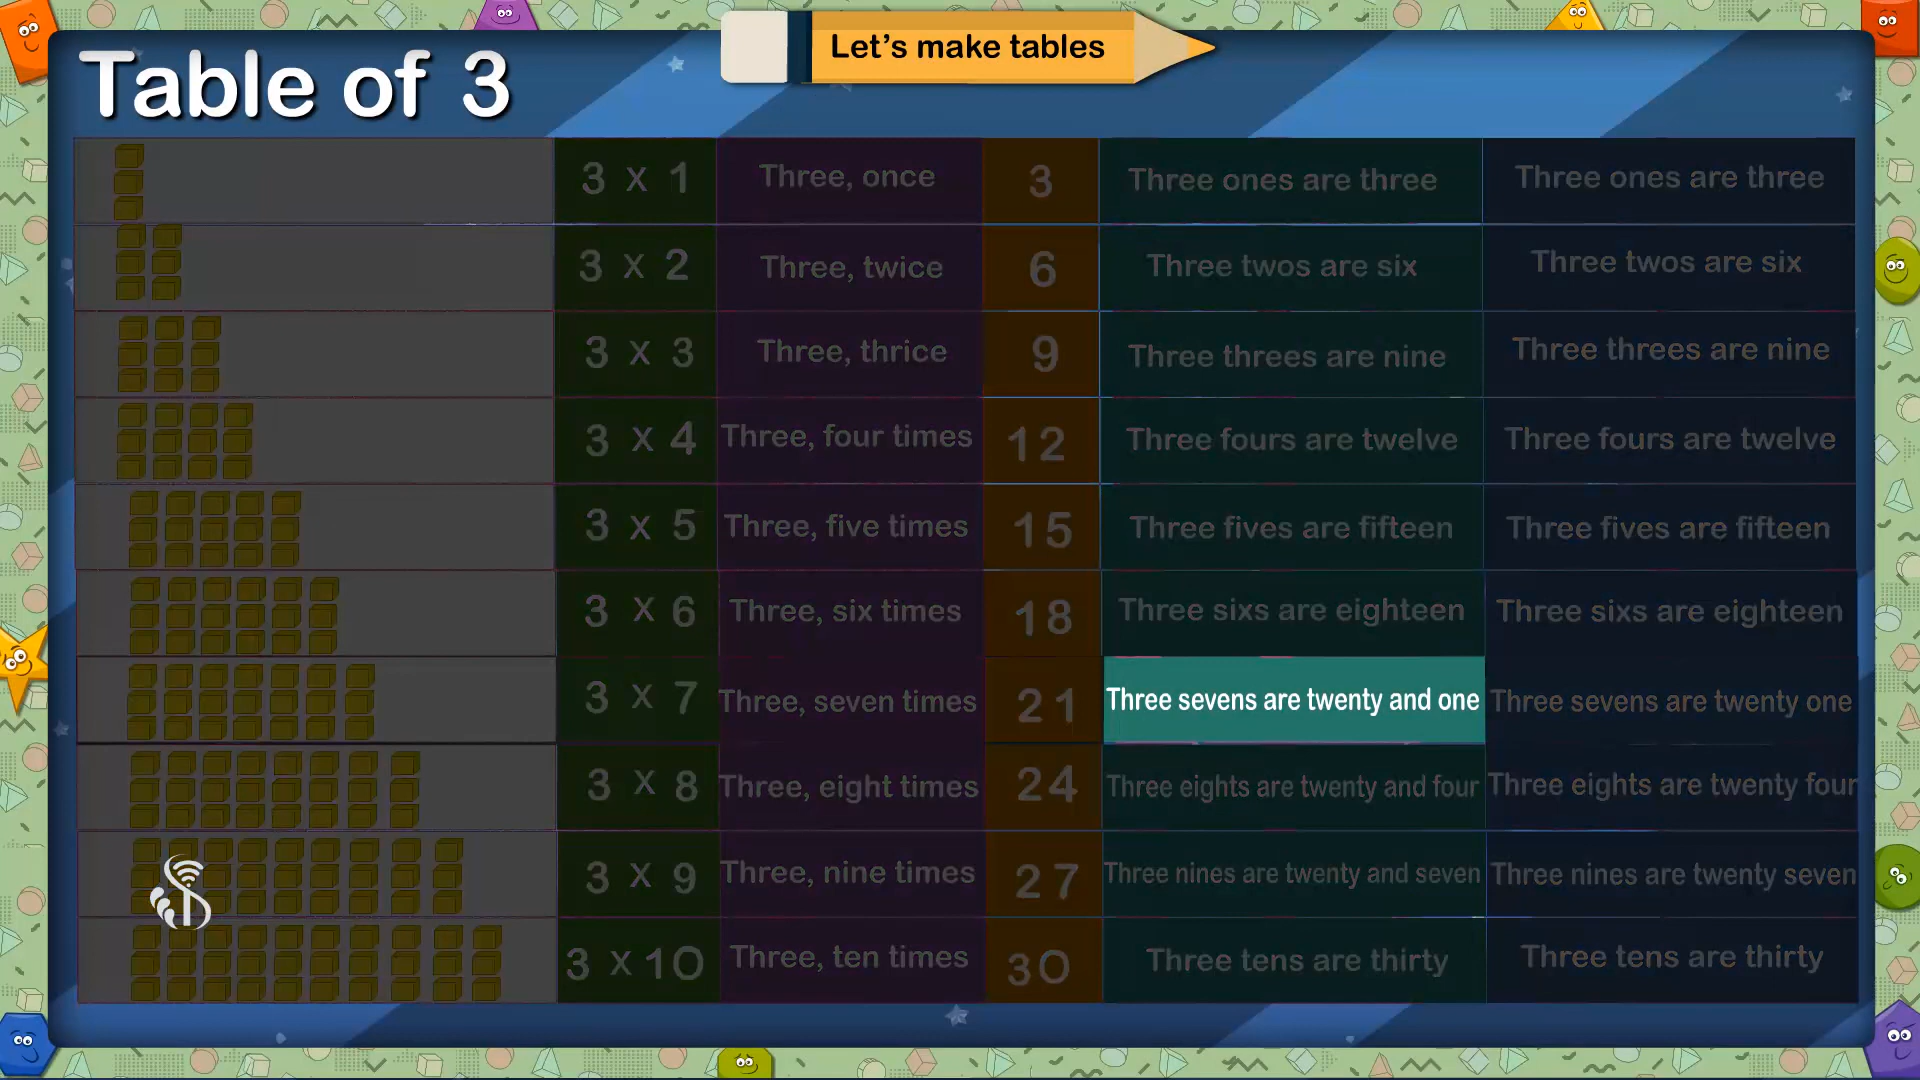 Let's make tables
Table of 3
3 x 1 Three, once 3 Three ones are three Three ones are three
3 x 2 Three, twice 6 Three twos are six Three twos are six
3 x 3 Three, thrice 9 Three threes are nine Three threes are nine
3 x 4 Three, four times 12 Three fours are twelve Three fours are twelve
3 x 5 Three, five times 15 Three fives are fifteen Three fives are fifteen
3 x 6 Three, six times 18 Three sixs are eighteen Three sixs are eighteen
3 x 7 Three, seven times 21 Three sevens are twenty and one Three sevens are twenty one
3 x 8 Three, eight times 24 Three eights are twenty and four Three eights are twenty four
3 x 9 Three, nine times 27 Three nines are twenty and seven Three nines are twenty seven
3 x 10 Three, ten times 30 Three tens are thirty Three tens are thirty